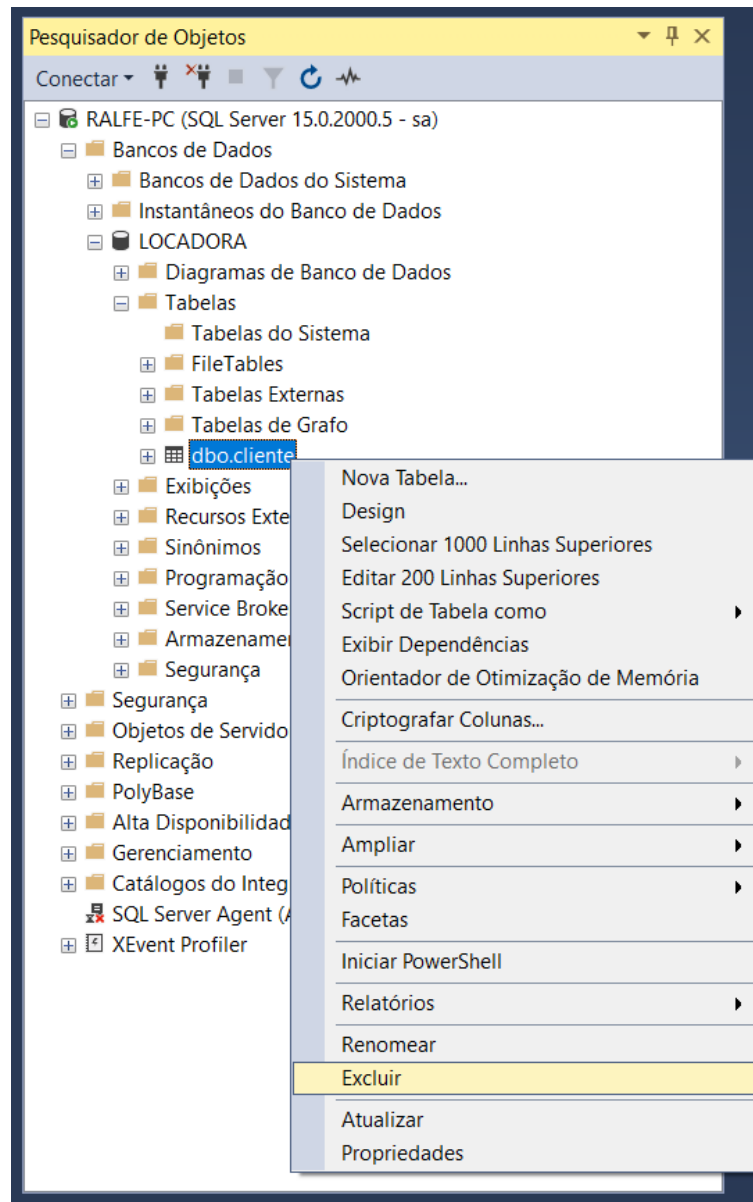 Pesquisador de Objetos
Conectar
RALFE-PC (SQL Server 15.0.2000.5 - sa)
Bancos de Dados
Bancos de Dados do Sistema
Instantâneos do Banco de Dados
LOCADORA
Diagramas de Banco de Dados
Tabelas
Tabelas do Sistema
FileTables
Tabelas Externas
Tabelas de Grafo
dbo.cliente
Exibições
Recursos Exte
Sinônimos
Programação
Service Broke
Armazenamen
Segurança
Segurança
Objetos de Servido
Replicação
PolyBase
Alta Disponibilidad
Gerenciamento
Catálogos do Integ
SQL Server Agent (A
XEvent Profiler
Nova Tabela...
Design
Selecionar 1000 Linhas Superiores
Editar 200 Linhas Superiores
Script de Tabela como
Exibir Dependências
Orientador de Otimização de Memória
Criptografar Colunas...
Índice de Texto Completo
Armazenamento
Ampliar
Políticas
Facetas
Iniciar PowerShell
Relatórios
Renomear
Excluir
Atualizar
Propriedades